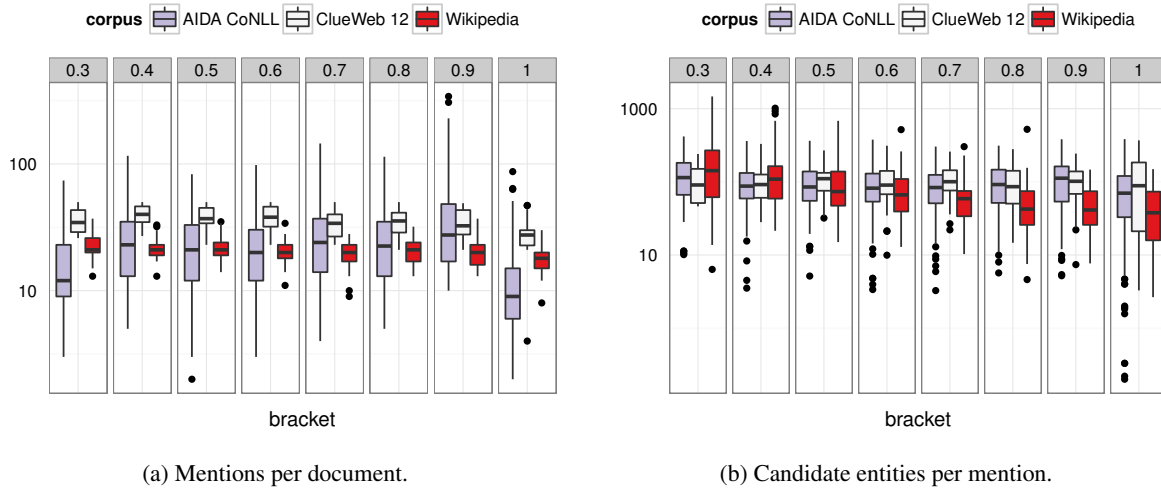 corpus AIDA CoNLL ClueWeb 12 Wikipedia
0.3 0.4 0.5 0.6 0.7 0.8 0.9 1
100
10
bracket
(a) Mentions per document.
corpus AIDA CoNLL ClueWeb 12 Wikipedia
0.3 0.4 0.5 0.6 0.7 0.8 0.9 1
1000
10
bracket
(b) Candidate entities per mention.